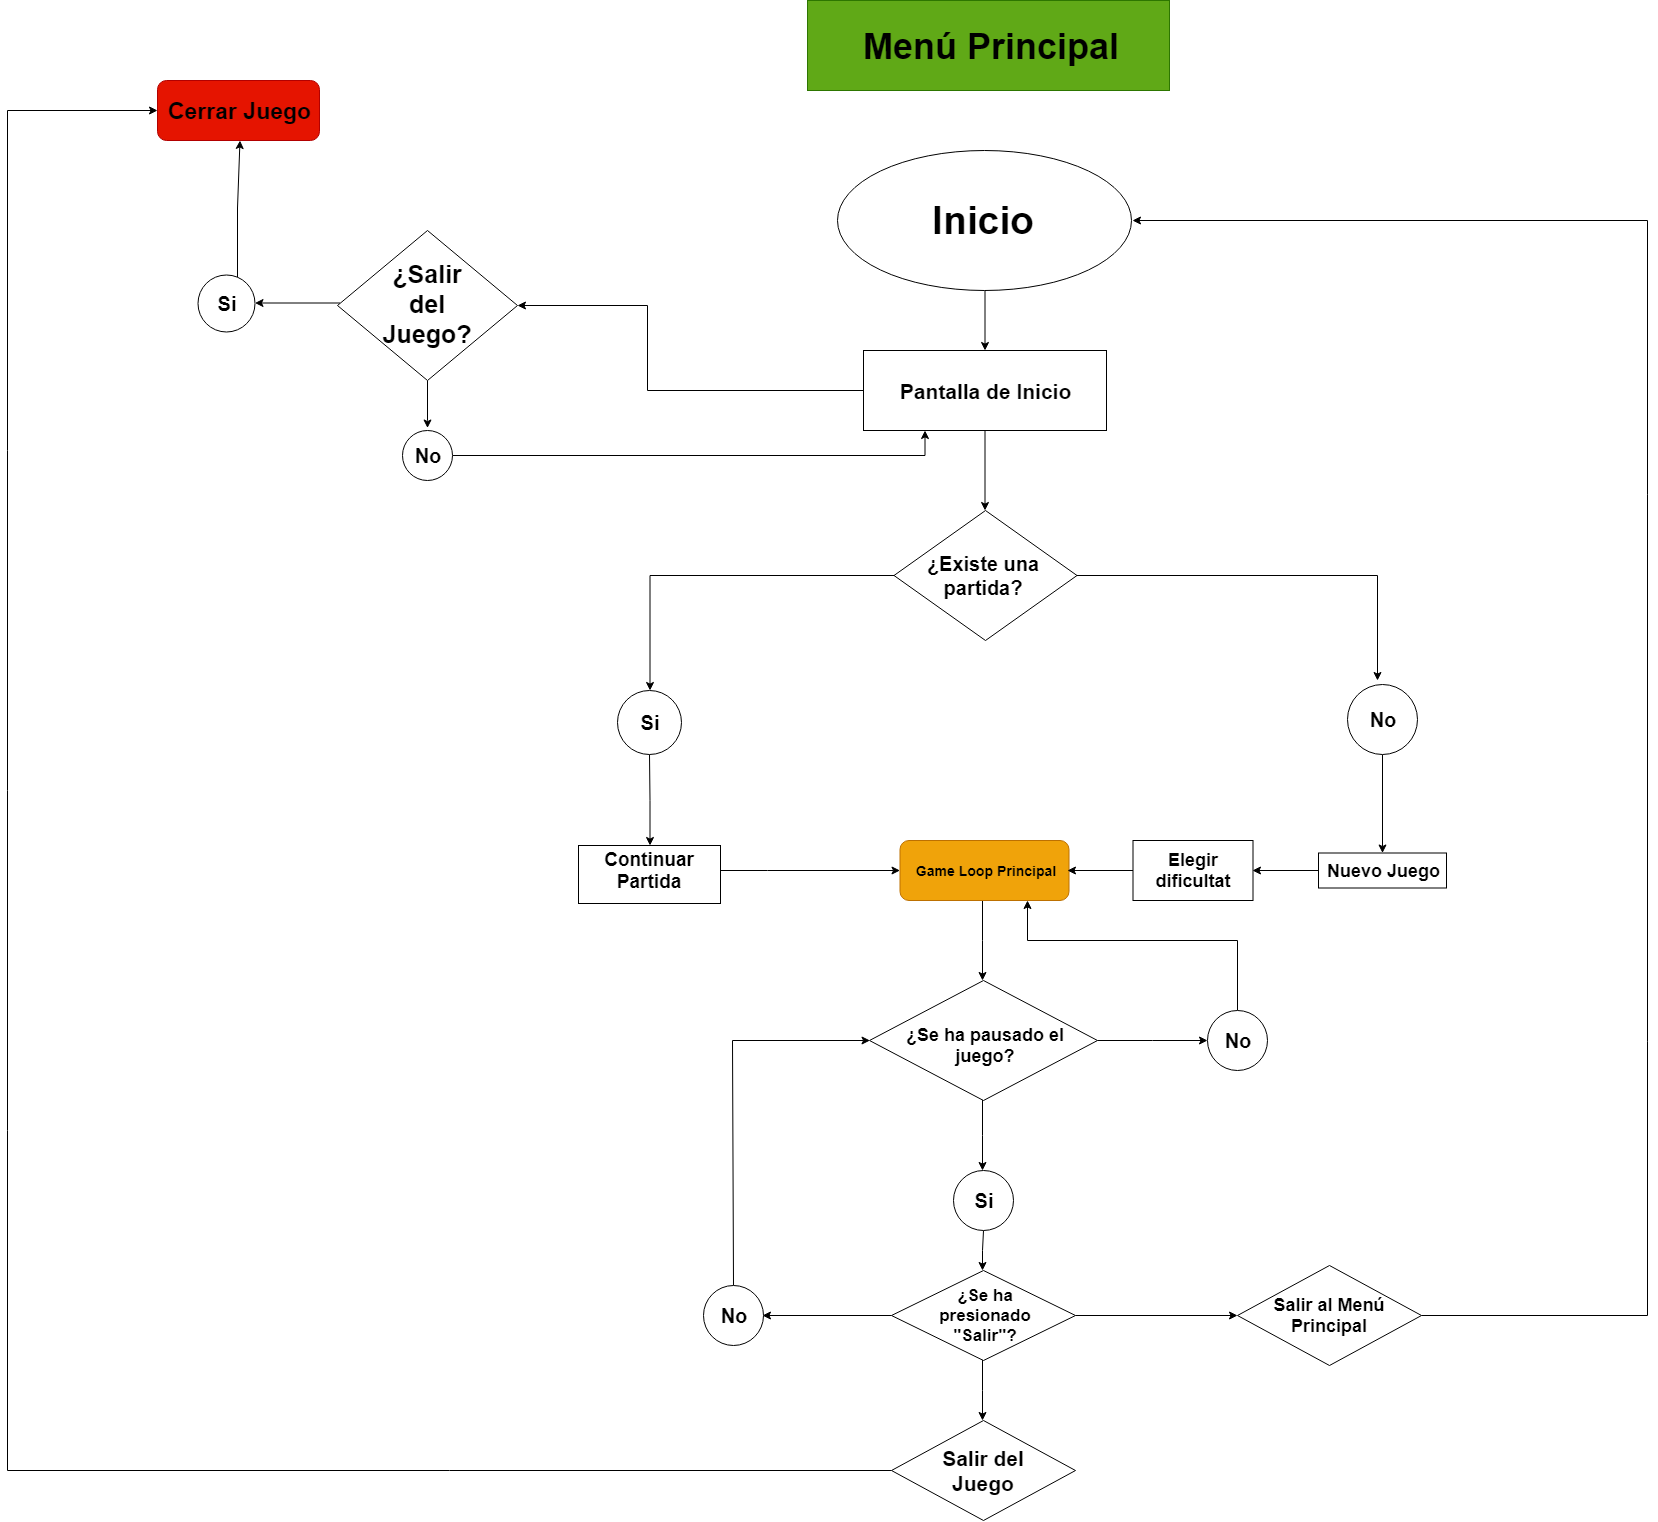 Menú Principal
Cerrar Juego
Inicio
¿Salir
del
Juego?
Si
Pantalla de Inicio
No
¿Existe una
partida?
Si
No
Continuar
Partida
Game Loop Principal
Elegir
dificultat
Nuevo Juego
¿Se ha pausado el
juego?
No
Si
¿Se ha
presionado
"Salir"?
No
Salir al Menú
Principal
Salir del
Juego